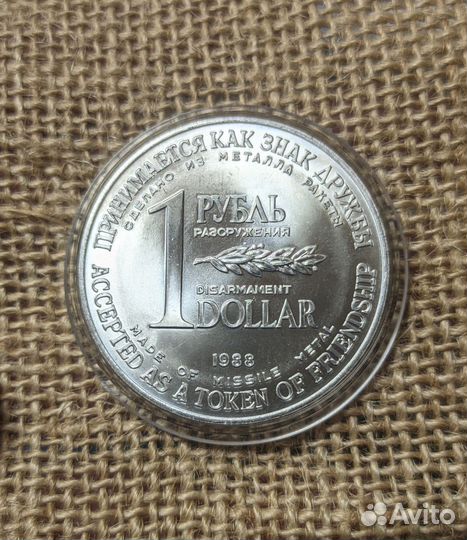 ПРИНИМАЕТСЯ КАК ЗНАК ДРУЖБЫ
СДЕЛАНО ИЗ МЕТАЛЛА РАКЕТЫ
1 РУБЛЬ
РАЗОРУЖЕНИЯ
DISARMAMENT
DOLLAR
1988
MADE OF MISSILE METAL
ACCEPTED AS A TOKEN OF FRIENDSHIP
Avito